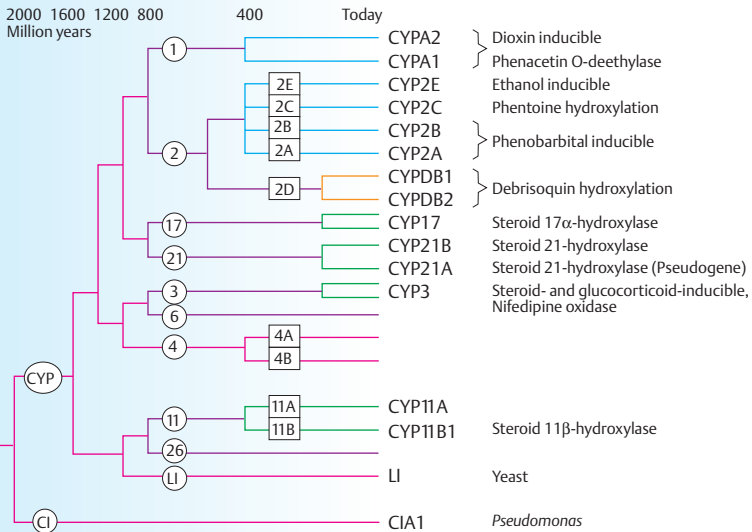 2000 1600 1200 800 400 Today
Million years
1 CYPA2 Dioxin inducible
CYPA1 Phenacetin O-deethylase
2E CYP2E Ethanol inducible
2C CYP2C Phentoine hydroxylation
2B CYP2B
Phenobarbital inducible
2 2A CYP2A
CYPDB1
2D Debrisoquin hydroxylation
CYPDB2
17 CYP17 Steroid 17α-hydroxylase
CYP21B Steroid 21-hydroxylase
21
CYP21A Steroid 21-hydroxylase (Pseudogene)
3 CYP3 Steroid- and glucocorticoid-inducible,
Nifedipine oxidase
6
4A
4
4B
CYP
11A CYP11A
11
11B CYP11B1 Steroid 11β-hydroxylase
26
LI LI Yeast
CI CIA1 Pseudomonas